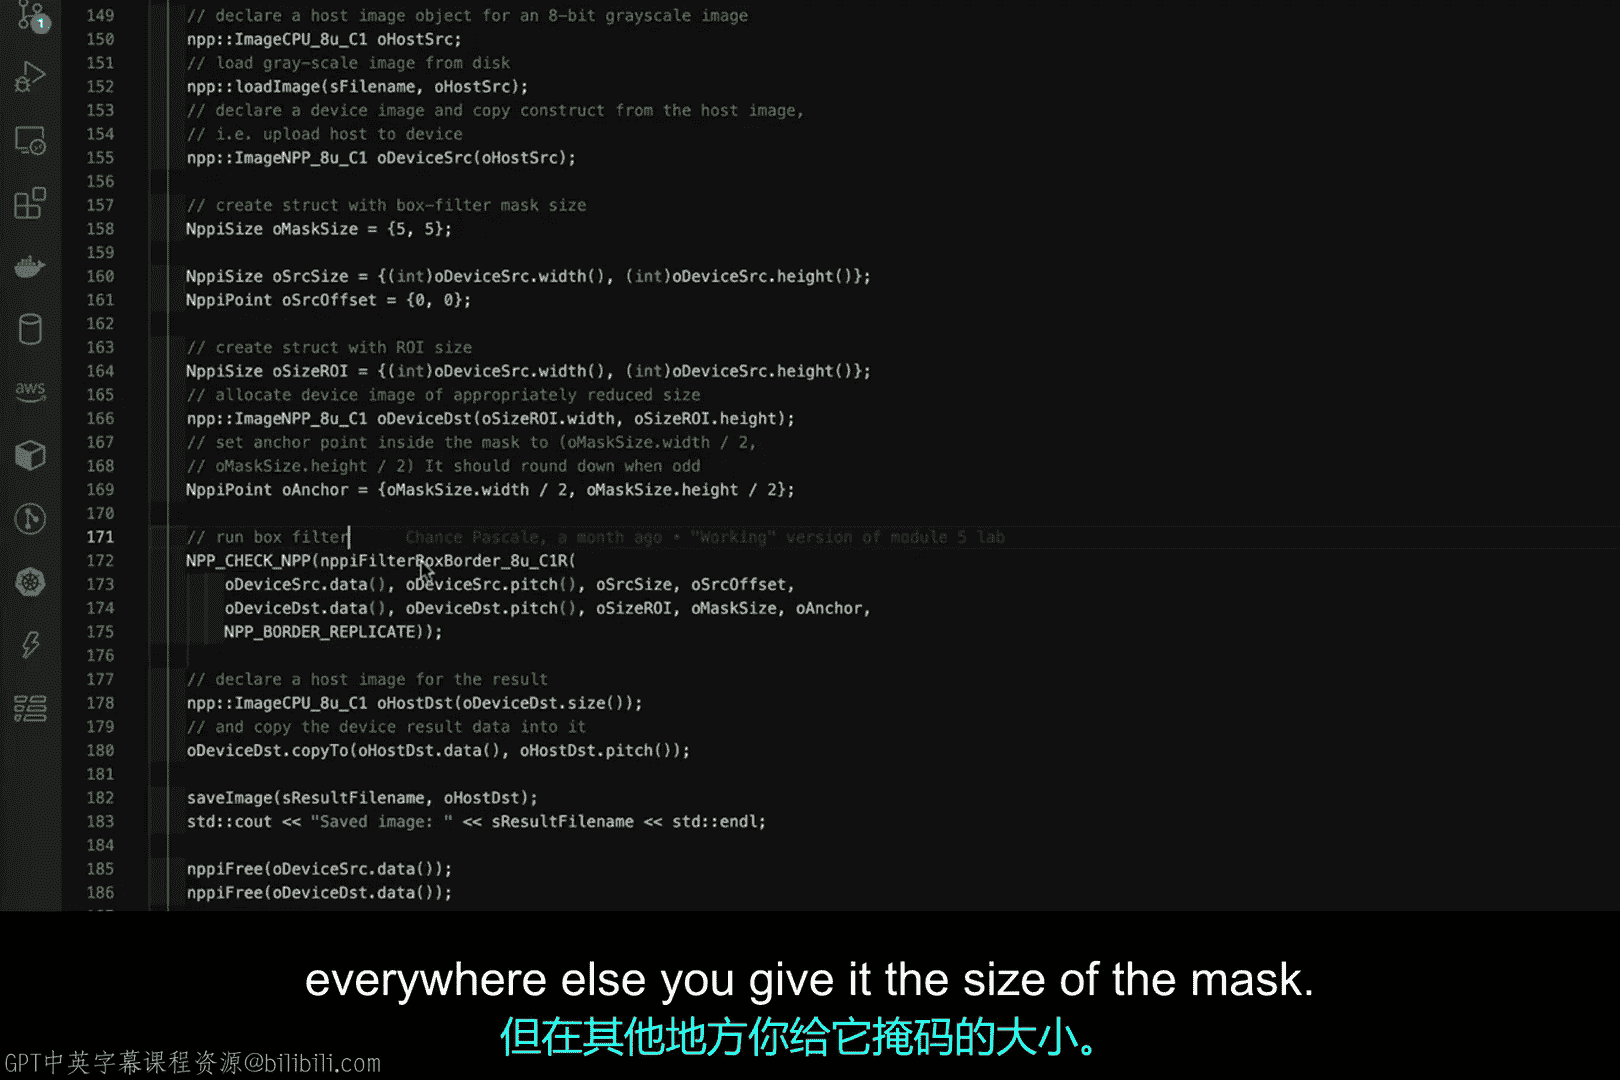 1
149 // declare a host image object for an 8-bit grayscale image
150 npp::ImageCPU_8u_C1 oHostSrc;
151 // load gray-scale image from disk
152 npp::loadImage(sFilename, oHostSrc);
153 // declare a device image and copy construct from the host image,
154 // i.e. upload host to device
155 npp::ImageNPP_8u_C1 oDeviceSrc(oHostSrc);
156
157 // create struct with box-filter mask size
158 NppiSize oMaskSize = {5, 5};
159
160 NppiSize oSrcSize = {(int)oDeviceSrc.width(), (int)oDeviceSrc.height()};
161 NppiPoint oSrcOffset = {0, 0};
162
163 // create struct with ROI size
164 NppiSize oSizeROI = {(int)oDeviceSrc.width(), (int)oDeviceSrc.height()};
165 // allocate device image of appropriately reduced size
166 npp::ImageNPP_8u_C1 oDeviceDst(oSizeROI.width, oSizeROI.height);
167 // set anchor point inside the mask to (oMaskSize.width / 2,
168 // oMaskSize.height / 2) It should round down when odd
169 NppiPoint oAnchor = {oMaskSize.width / 2, oMaskSize.height / 2};
170
171 // run box filter Chance Pascale, a month ago • "Working" version of module 5 lab
172 NPP_CHECK_NPP(nppiFilterBoxBorder_8u_C1R(
173 oDeviceSrc.data(), oDeviceSrc.pitch(), oSrcSize, oSrcOffset,
174 oDeviceDst.data(), oDeviceDst.pitch(), oSizeROI, oMaskSize, oAnchor,
175 NPP_BORDER_REPLICATE));
176
177 // declare a host image for the result
178 npp::ImageCPU_8u_C1 oHostDst(oDeviceDst.size());
179 // and copy the device result data into it
180 oDeviceDst.copyTo(oHostDst.data(), oHostDst.pitch());
181
182 saveImage(sResultFilename, oHostDst);
183 std::cout << "Saved image: " << sResultFilename << std::endl;
184
185 nppiFree(oDeviceSrc.data());
186 nppiFree(oDeviceDst.data());
aws
everywhere else you give it the size of the mask.
但在其他地方你给它掩码的大小。
GPT中英字幕课程资源@bilibili.com